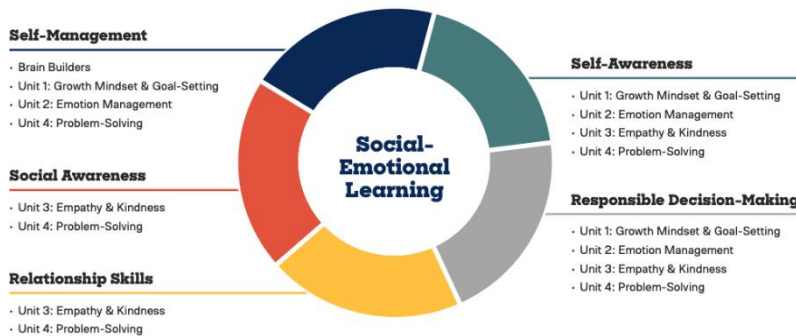 Self-Management
• Brain Builders
• Unit 1: Growth Mindset & Goal-Setting
• Unit 2: Emotion Management
• Unit 4: Problem-Solving
Social Awareness
• Unit 3: Empathy & Kindness
• Unit 4: Problem-Solving
Relationship Skills
• Unit 3: Empathy & Kindness
• Unit 4: Problem-Solving
Social-
Emotional
Learning
Self-Awareness
• Unit 1: Growth Mindset & Goal-Setting
• Unit 2: Emotion Management
• Unit 3: Empathy & Kindness
• Unit 4: Problem-Solving
Responsible Decision-Making
• Unit 1: Growth Mindset & Goal-Setting
• Unit 2: Emotion Management
• Unit 3: Empathy & Kindness
• Unit 4: Problem-Solving